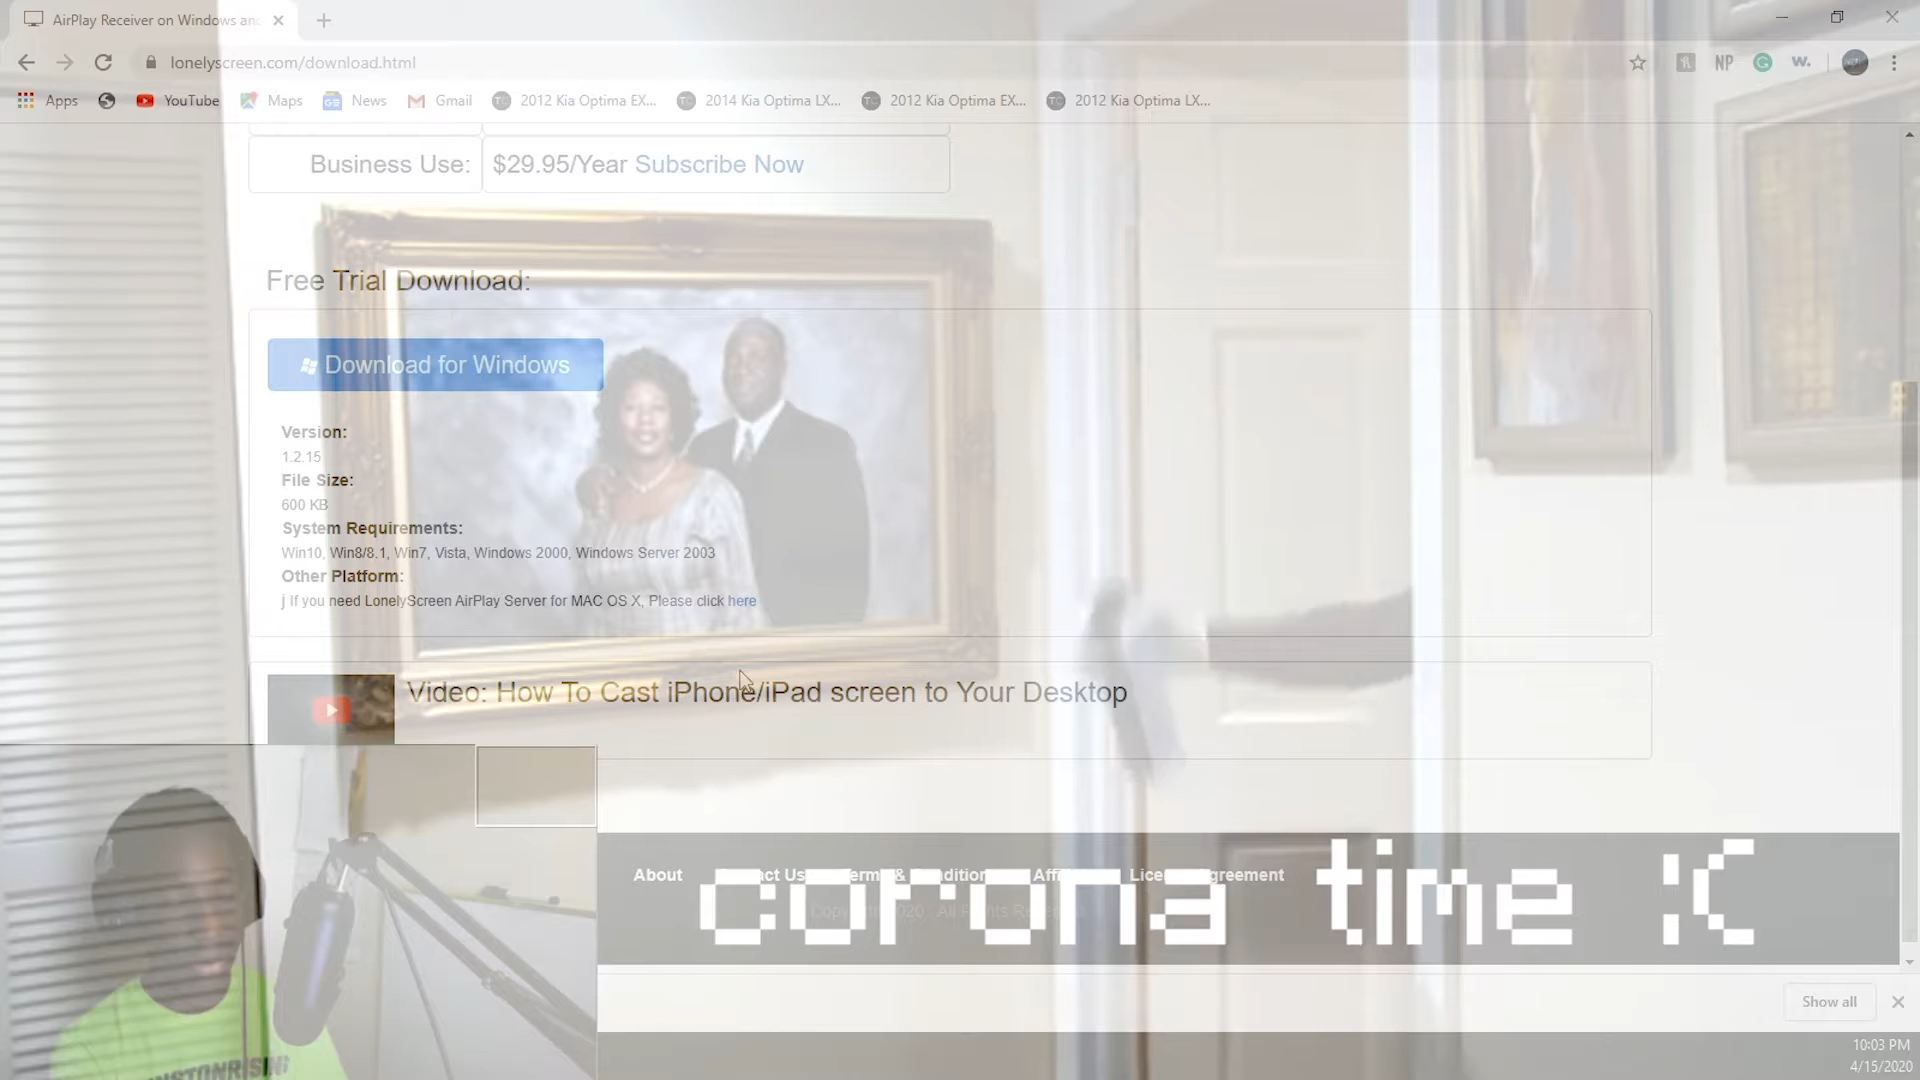 AirPlay Receiver on Windows an
lonelyscreen.com/download.html
NP
w.
Apps YouTube Maps News Gmail 2012 Kia Optima EX... 2014 Kia Optima LX... 2012 Kia Optima EX... 2012 Kia Optima LX...
Business Use: $29.95/Year Subscribe Now
Free Trial Download:
Download for Windows
Version:
1.2.15
File Size:
600 KB
System Requirements:
Win10, Win8/8.1, Win7, Vista, Windows 2000, Windows Server 2003
Other Platform:
j If you need LonelyScreen AirPlay Server for MAC OS X, Please click here
Video: How To Cast iPhone/iPad screen to Your Desktop
About
corona time :(
Show all
10:03 PM
4/15/2020